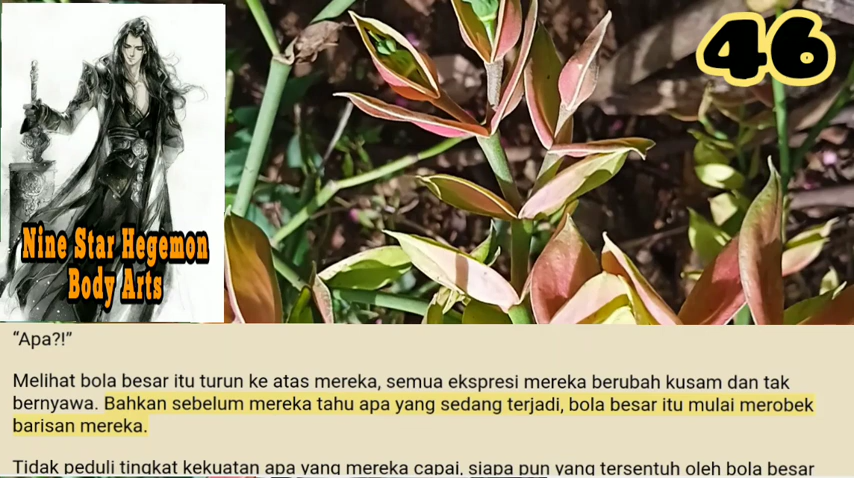 46
Nine Star Hegemon
Body Arts
“Apa?!”
Melihat bola besar itu turun ke atas mereka, semua ekspresi mereka berubah kusam dan tak
bernyawa. Bahkan sebelum mereka tahu apa yang sedang terjadi, bola besar itu mulai merobek
barisan mereka.
Tidak peduli tingkat kekuatan apa yang mereka capai, siapa pun yang tersentuh oleh bola besar